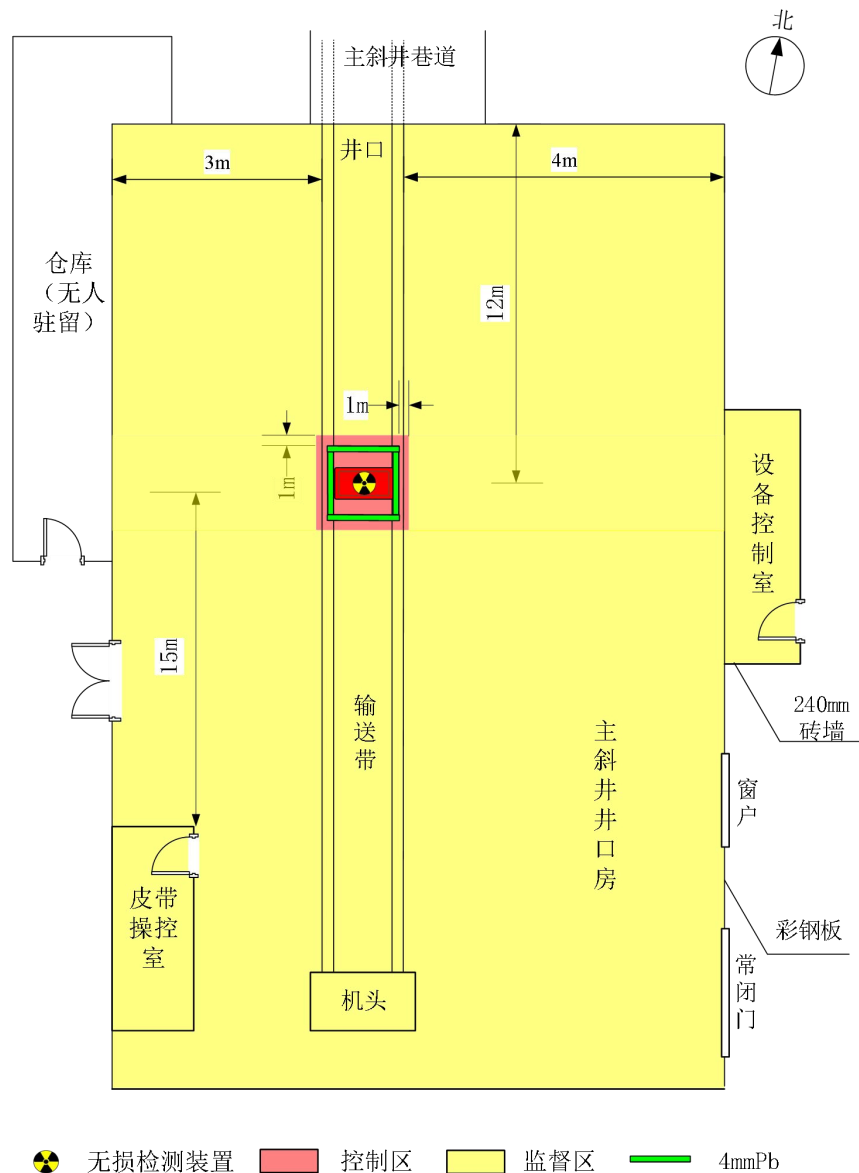 北
主斜井巷道
井口
3m
4m
仓库
（无人
驻留）
12m
1m
1m
设备控制室
15m
输送带
主斜井井口房
240mm
砖墙
窗户
皮带
操控
室
彩钢板
常闭门
机头
无损检测装置
控制区
监督区
4mmPb